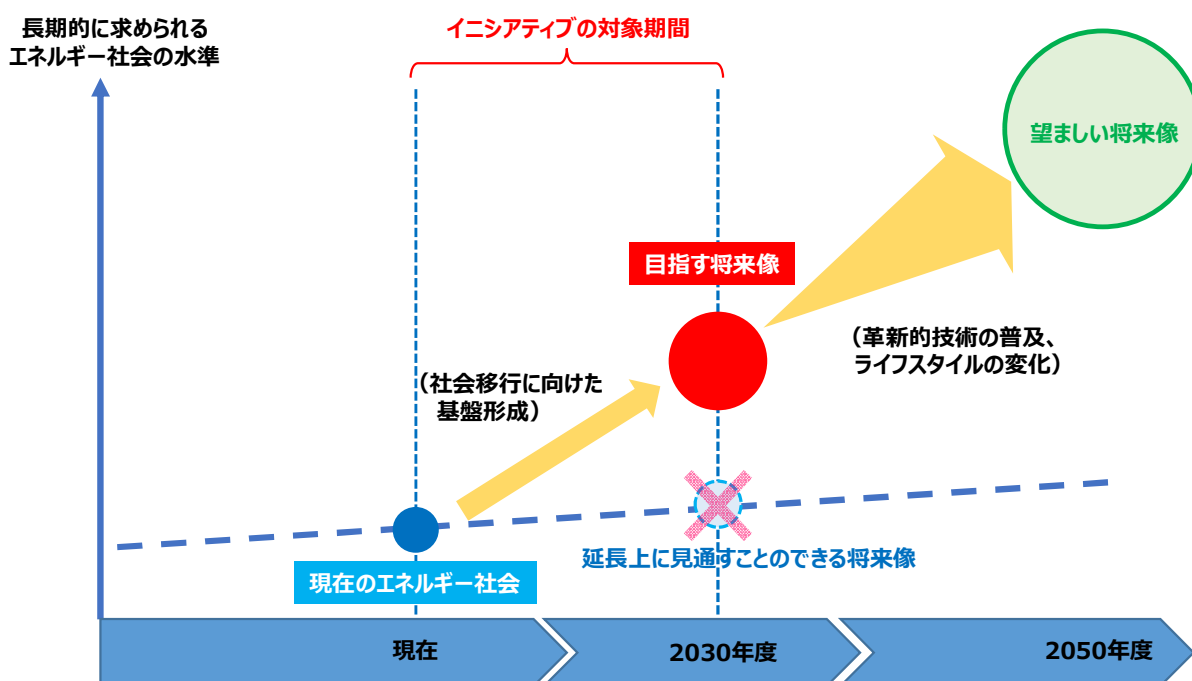 長期的に求められる
エネルギー社会の水準
イニシアティブの対象期間
望ましい将来像
目指す将来像
（革新的技術の普及、
ライフスタイルの変化）
（社会移行に向けた
基盤形成）
延長上に見通すことのできる将来像
現在のエネルギー社会
現在
2030年度
2050年度